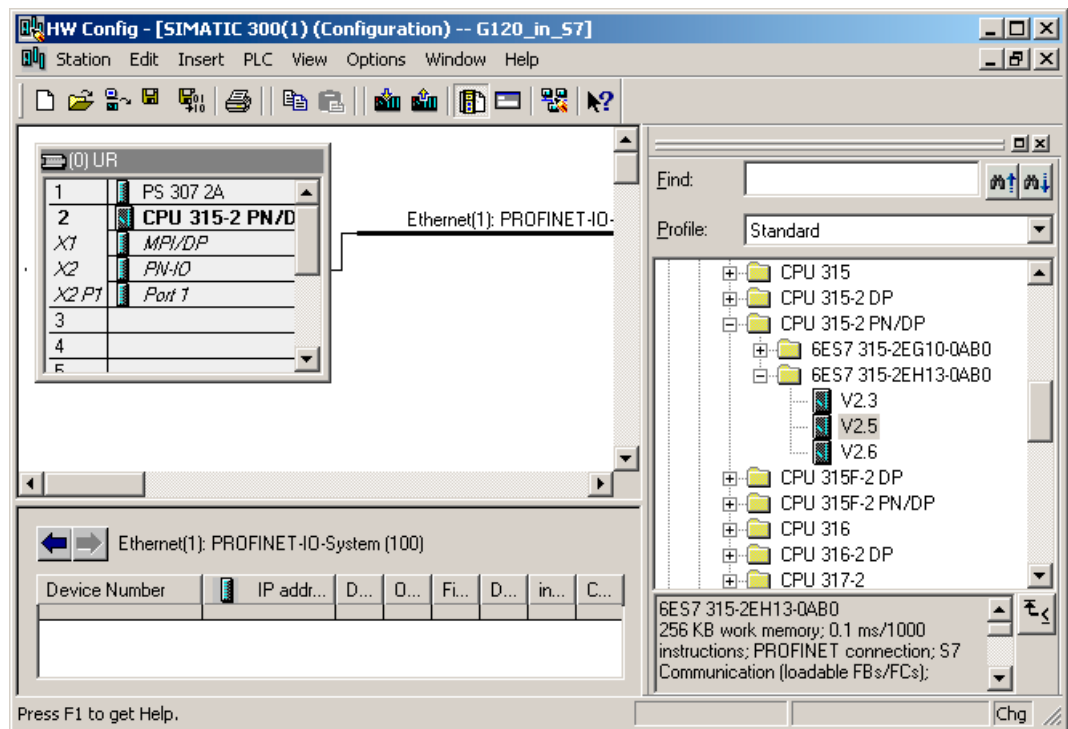 HW Config - [SIMATIC 300(1) (Configuration) -- G120_in_S7]
Station Edit Insert PLC View Options Window Help
(0) UR
1 PS 307 2A
2 CPU 315-2 PN/D
X1 MPI/DP
X2 PN-IO
X2 P1 Port 1
3
4
5
Ethernet(1): PROFINET-IO-
Find:
Profile: Standard
CPU 315
CPU 315-2 DP
CPU 315-2 PN/DP
6ES7 315-2EG10-0AB0
6ES7 315-2EH13-0AB0
V2.3
V2.5
V2.6
CPU 315F-2 DP
CPU 315F-2 PN/DP
CPU 316
CPU 316-2 DP
CPU 317-2
Ethernet(1): PROFINET-IO-System (100)
Device Number IP addr... D... O... Fi... D... in... C...
6ES7 315-2EH13-0AB0
256 KB work memory; 0.1 ms/1000
instructions; PROFINET connection; S7
Communication (loadable FBs/FCs);
Press F1 to get Help.
Chg